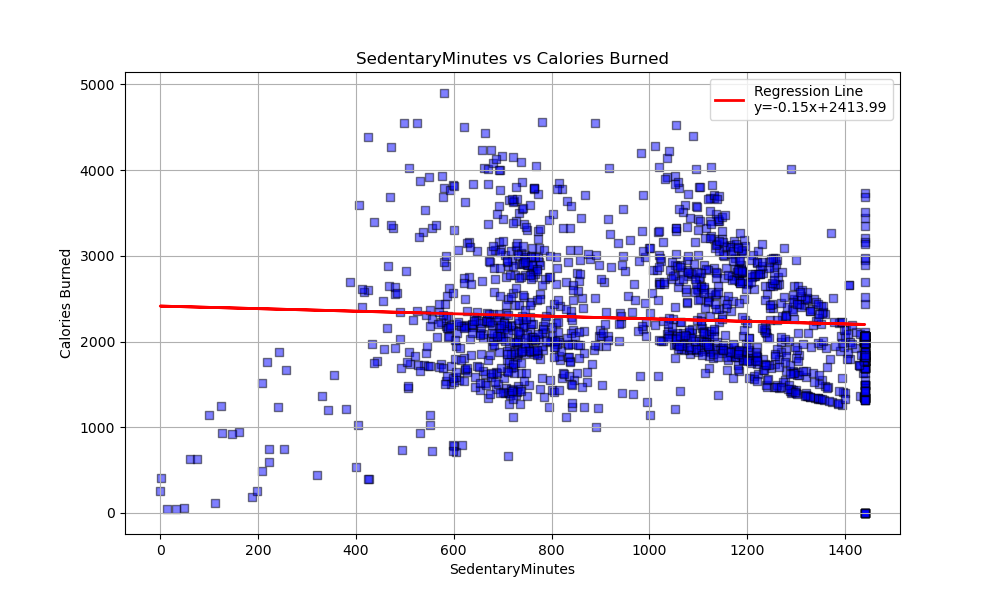 SedentaryMinutes vs Calories Burned
Regression Line
y=-0.15x+2413.99
Calories Burned
5000
4000
3000
2000
1000
0
0 200 400 600 800 1000 1200 1400
SedentaryMinutes